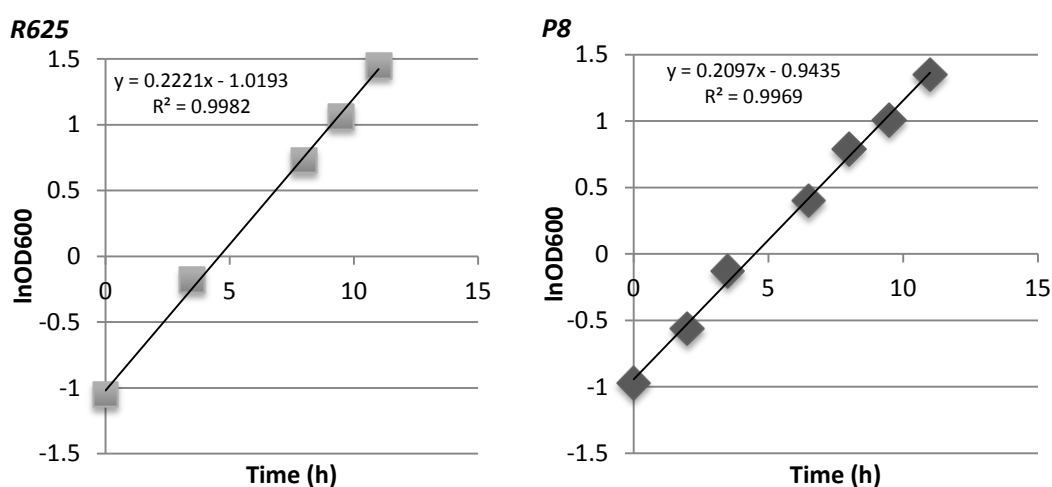 R625
y = 0.2221x - 1.0193
R² = 0.9982
1.5
1
0.5
0
-0.5
-1
-1.5
0
5
10
15
lnOD600
Time (h)
P8
y = 0.2097x - 0.9435
R² = 0.9969
1.5
1
0.5
0
-0.5
-1
-1.5
0
5
10
15
lnOD600
Time (h)